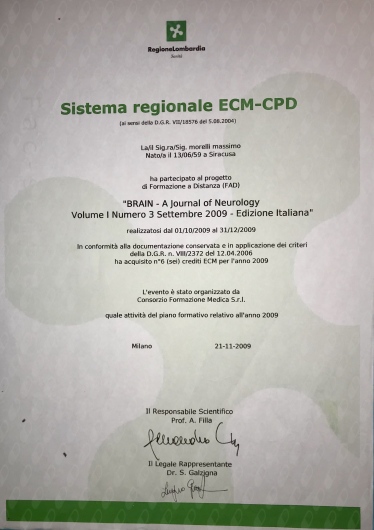 RegioneLombardia
Sanità
Sistema regionale ECM-CPD
(ai sensi della D.G.R. VII/18576 del 5.08.2004)
La/il Sig.ra/Sig. morelli massimo
Nato/a il 13/06/59 a Siracusa
ha partecipato al progetto
di Formazione a Distanza (FAD)
"BRAIN - A Journal of Neurology
Volume I Numero 3 Settembre 2009 - Edizione Italiana"
realizzatosi dal 01/10/2009 al 31/12/2009
In conformità alla documentazione conservata e in applicazione dei criteri
della D.G.R. n. VIII/2372 del 12.04.2006
ha acquisito n°6 (sei) crediti ECM per l'anno 2009
L'evento è stato organizzato da
Consorzio Formazione Medica S.r.l.
quale attività del piano formativo relativo all'anno 2009
Milano 21-11-2009
Il Responsabile Scientifico
Prof. A. Filla
Il Legale Rappresentante
Dr. S. Galzigna